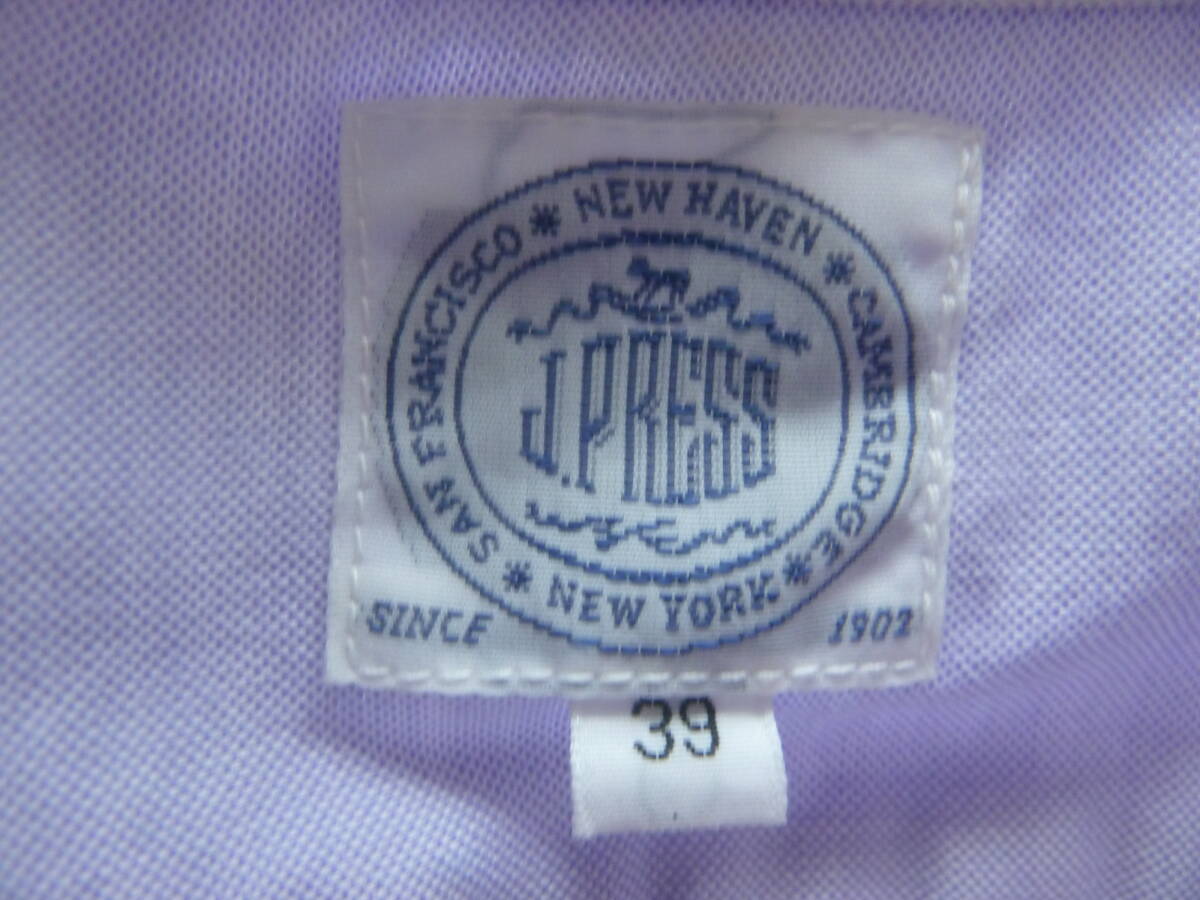 NEW HAVEN * CAMBRIDGE * NEW YORK * SAN FRANCISCO *
J.PRESS
SINCE 1902
39